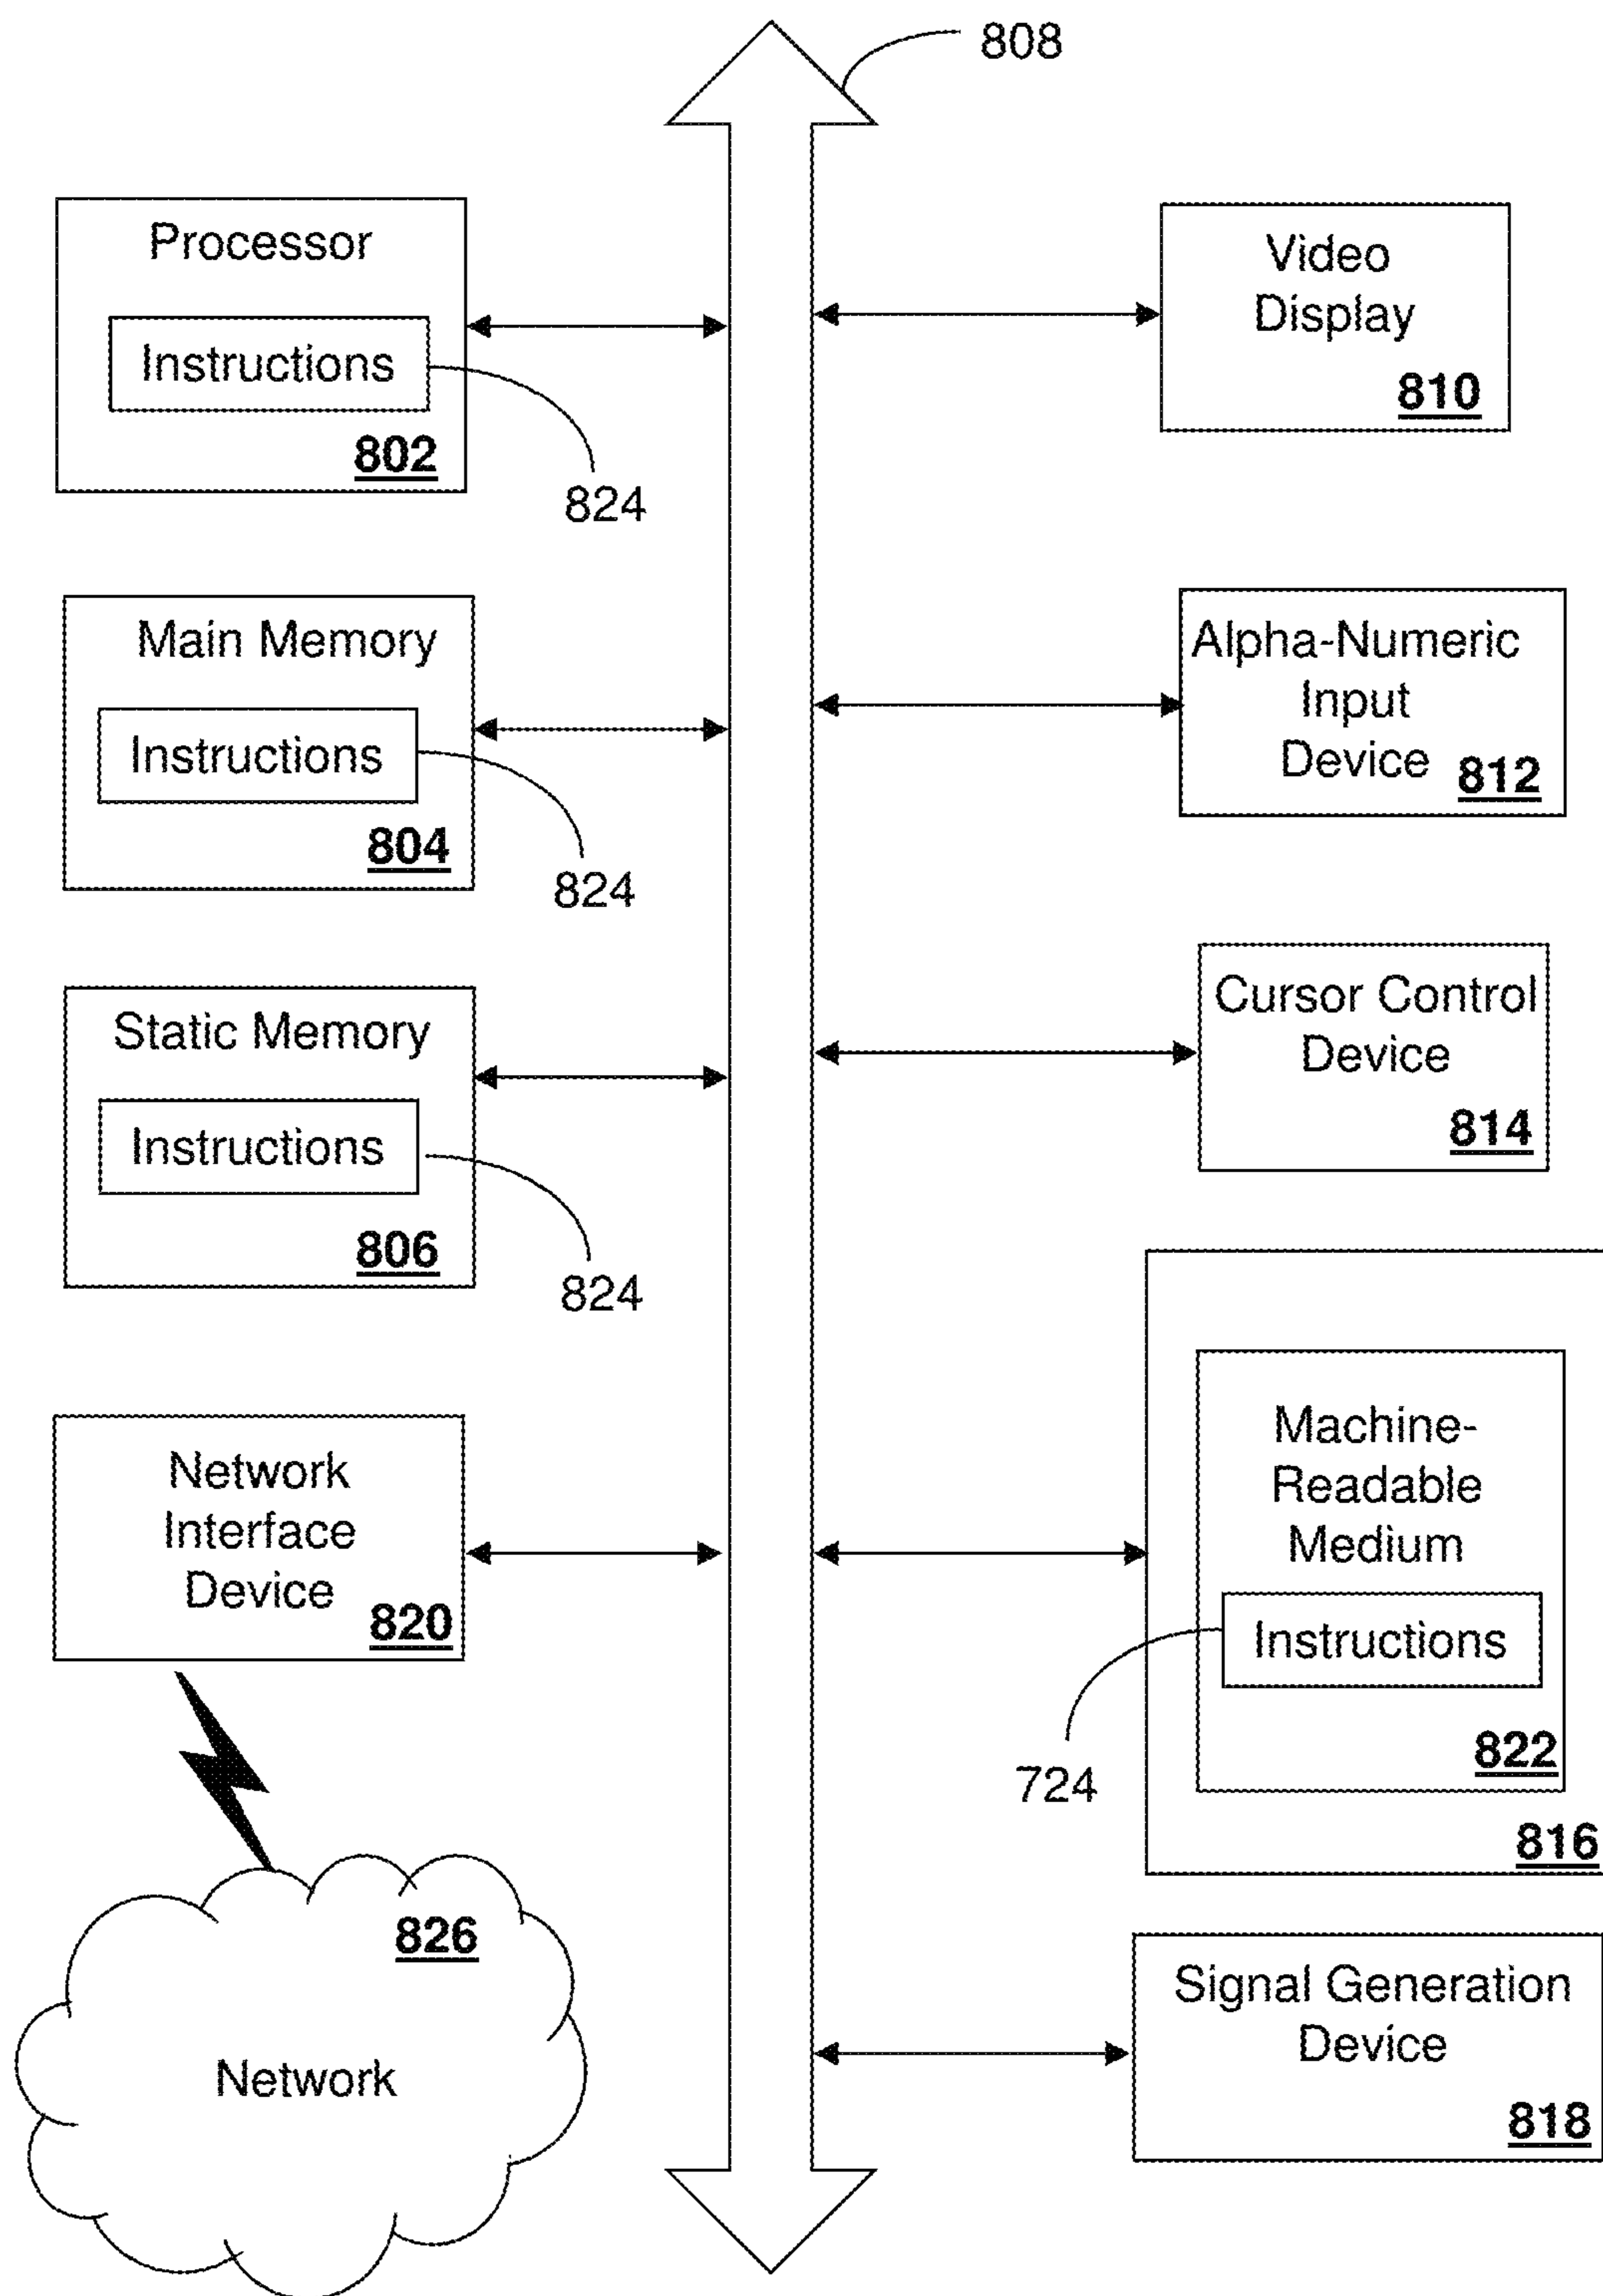 808
Processor
Instructions
802
824
Main Memory
Instructions
804
824
Static Memory
Instructions
806
824
Network
Interface
Device
820
826
Network
Video
Display
810
Alpha-Numeric
Input
Device
812
Cursor Control
Device
814
Machine-
Readable
Medium
Instructions
724
822
816
Signal Generation
Device
818